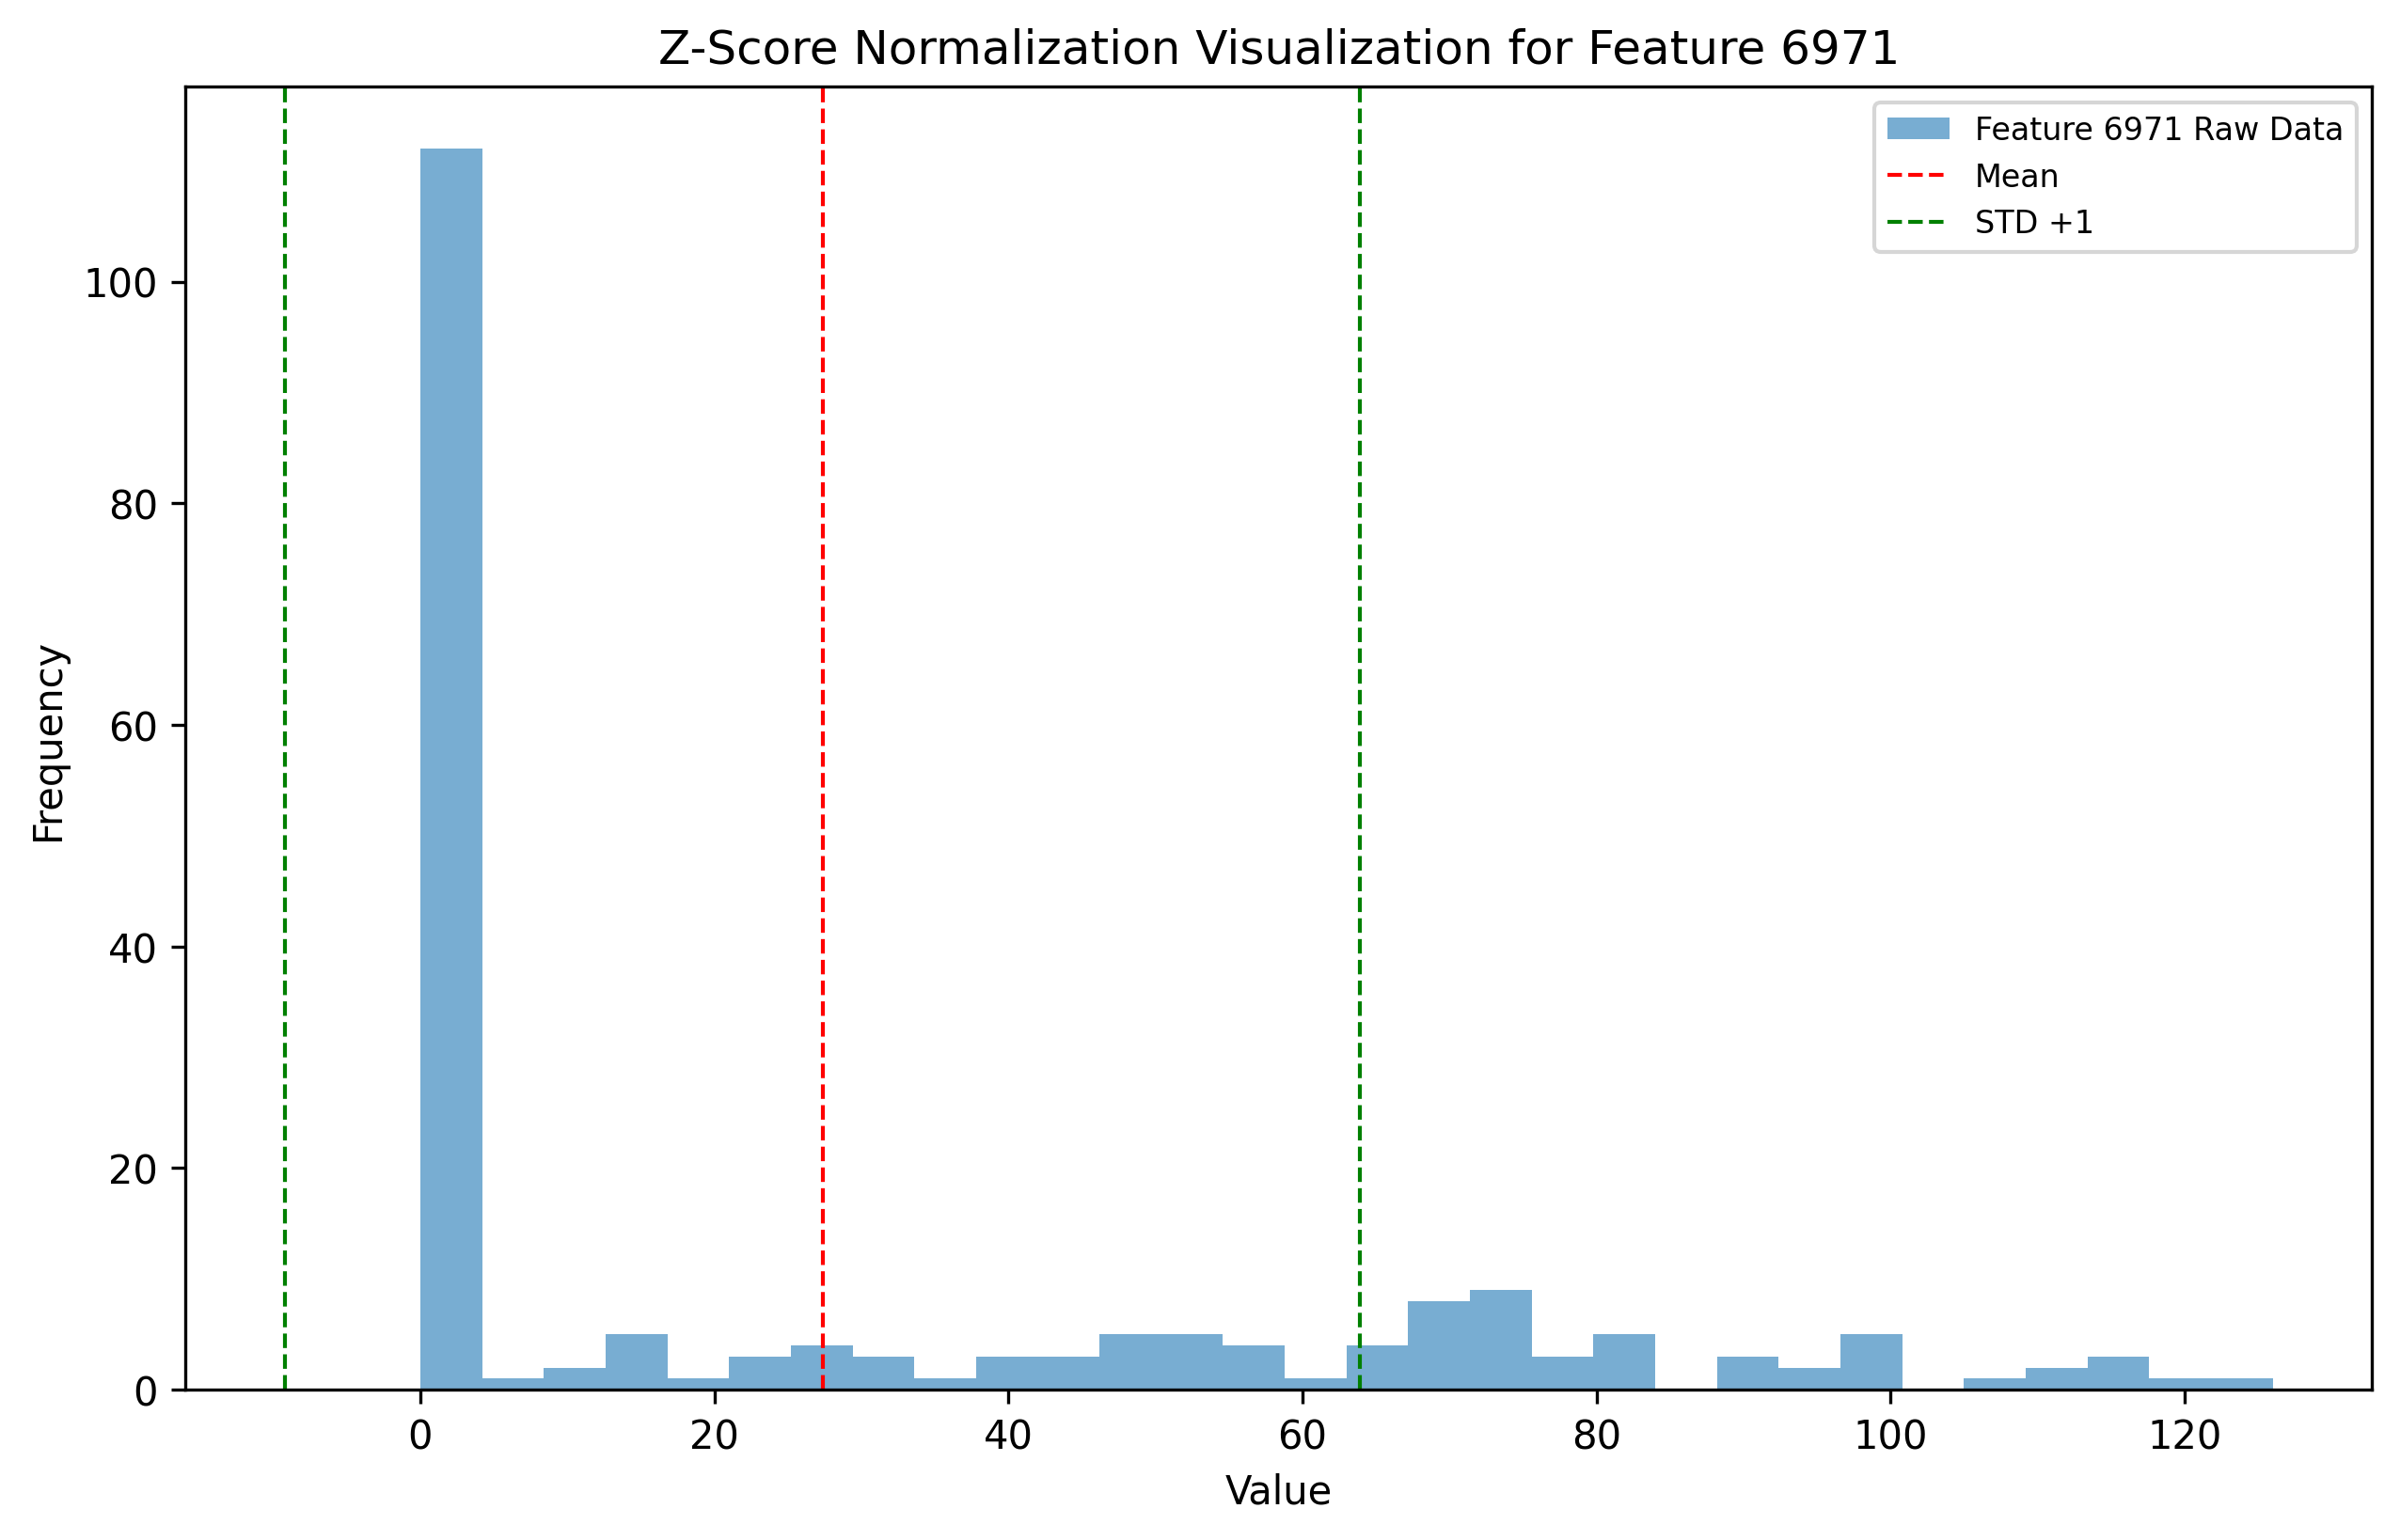 Z-Score Normalization Visualization for Feature 6971
Feature 6971 Raw Data
Mean
STD +1
100
80
60
40
20
0
Frequency
0 20 40 60 80 100 120
Value